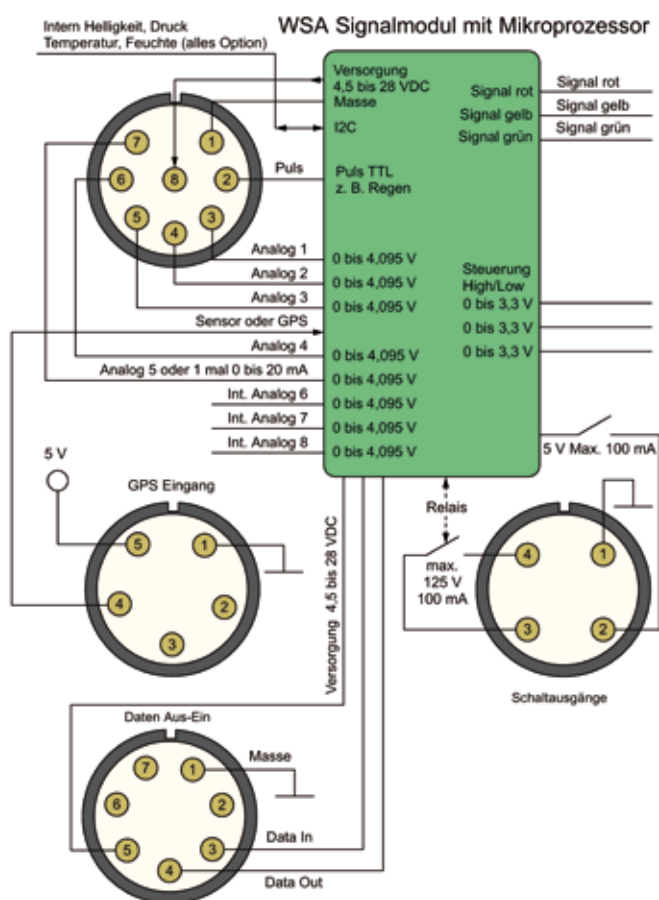 WSA Signalmodul mit Mikroprozessor
Intern Helligkeit, Druck
Temperatur, Feuchte (alles Option)
Versorgung
4,5 bis 28 VDC
Masse
I2C
Puls TTL
z. B. Regen
0 bis 4,095 V
0 bis 4,095 V
0 bis 4,095 V
0 bis 4,095 V
0 bis 4,095 V
0 bis 4,095 V
0 bis 4,095 V
0 bis 4,095 V
Signal rot
Signal gelb
Signal grün
Signal rot
Signal gelb
Signal grün
Steuerung
High/Low
0 bis 3,3 V
0 bis 3,3 V
0 bis 3,3 V
7
1
6
8
2
5
4
3
Puls
Analog 1
Analog 2
Analog 3
Sensor oder GPS
Analog 4
Analog 5 oder 1 mal 0 bis 20 mA
Int. Analog 6
Int. Analog 7
Int. Analog 8
5 V
GPS Eingang
5
1
4
2
3
Versorgung 4,5 bis 28 VDC
5 V Max. 100 mA
Relais
max.
125 V
100 mA
4
1
3
2
Schaltausgänge
Daten Aus-Ein
7
1
6
2
5
3
4
Masse
Data In
Data Out